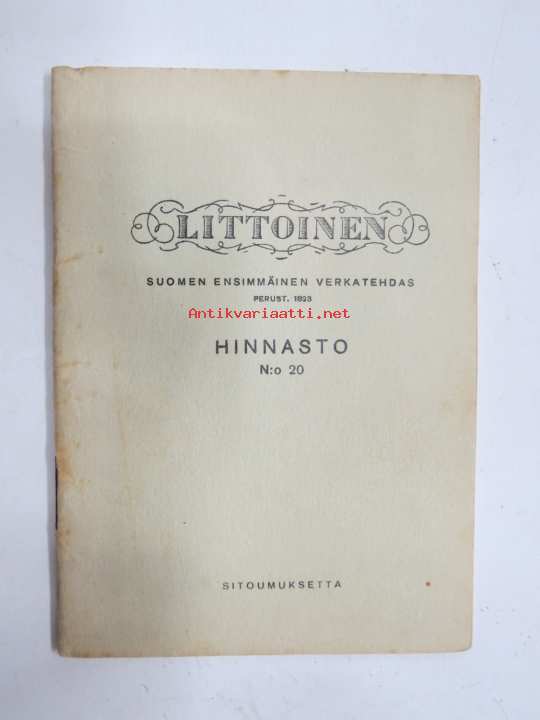 LITTOINEN
SUOMEN ENSIMMÄINEN VERKATEHDAS
PERUST. 1823
Antikvariaatti.net
HINNASTO
N:o 20
SITOUMUKSETTA